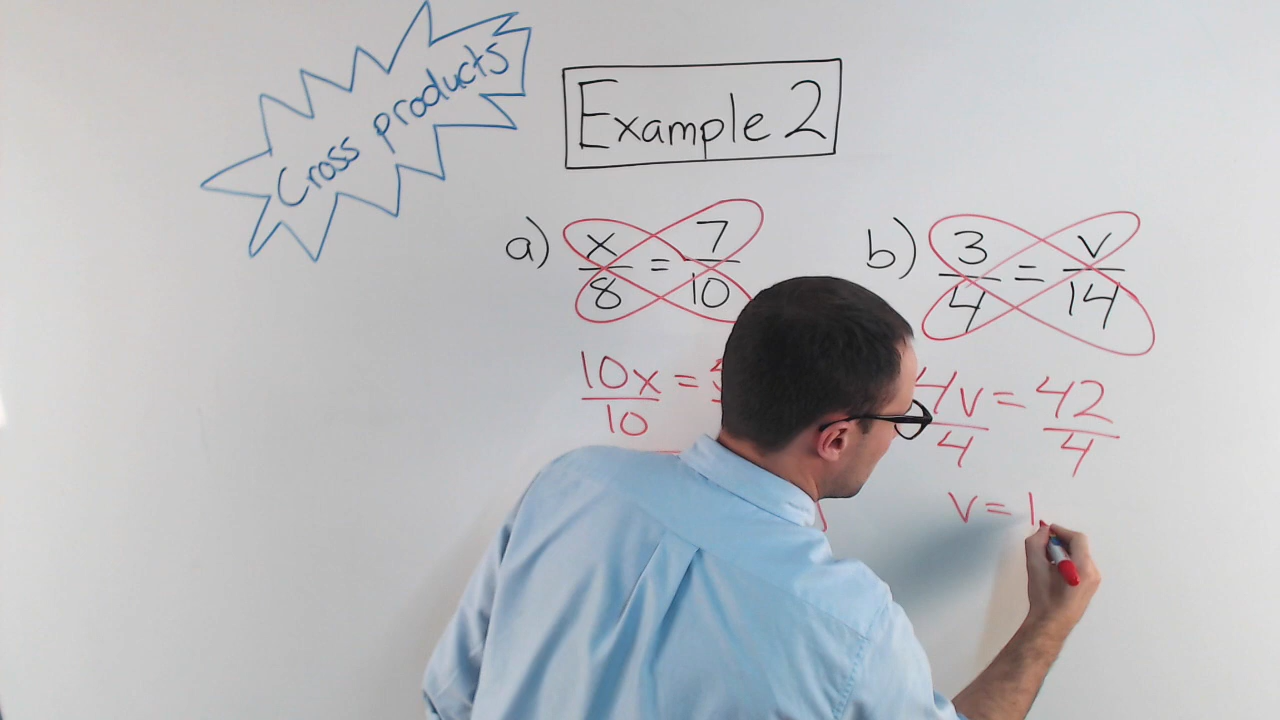 Cross products
Example 2
a) x/8 = 7/10
10x/10 =
b) 3/4 = v/14
4v/4 = 42/4
v = 1